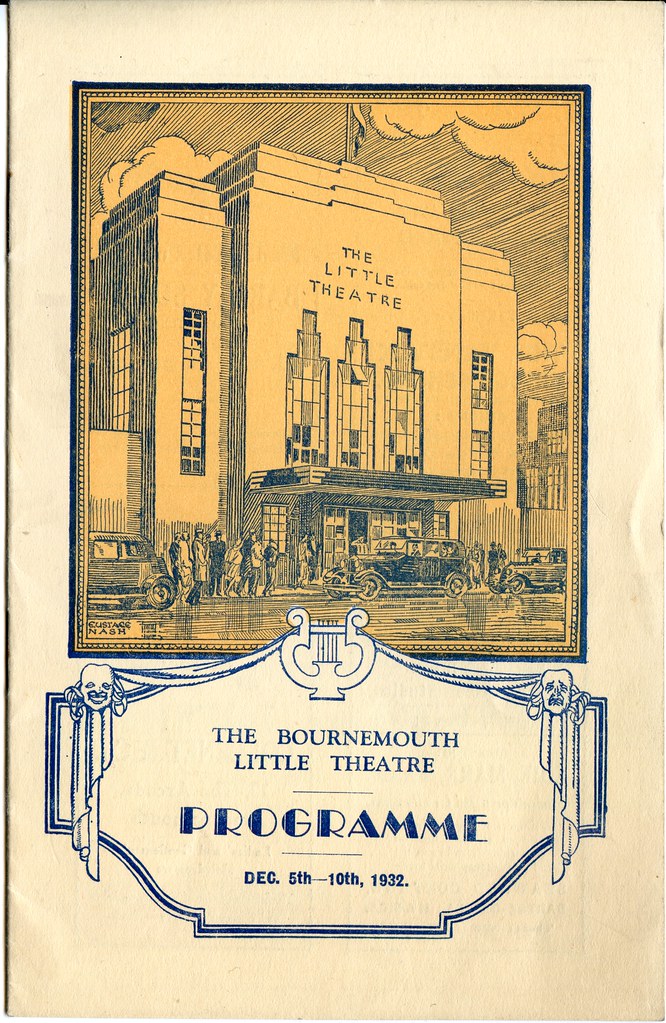 THE
LITTLE
THEATRE
EUSTACE
NASH
THE BOURNEMOUTH
LITTLE THEATRE
PROGRAMME
DEC. 5th—10th, 1932.